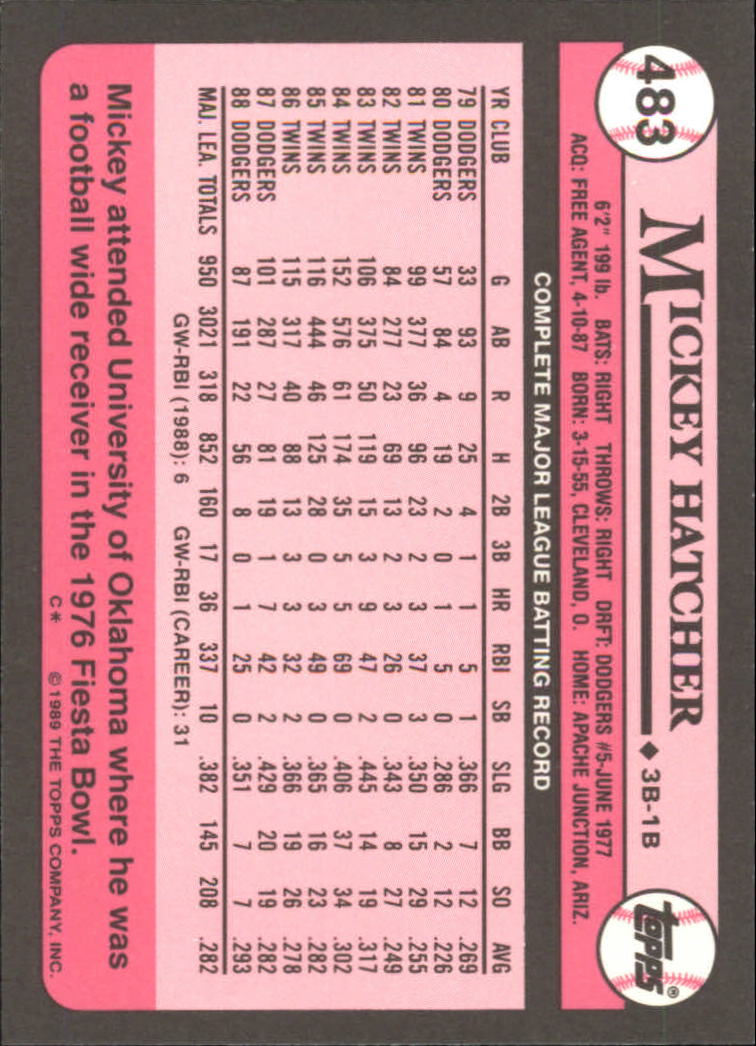 483
MICKEY HATCHER ◆ 3B-1B
topps®
6'2" 199 lb. BATS: RIGHT THROWS: RIGHT DRFT: DODGERS #5-JUNE 1977
ACQ: FREE AGENT, 4-10-87 BORN: 3-15-55, CLEVELAND, O. HOME: APACHE JUNCTION, ARIZ.
COMPLETE MAJOR LEAGUE BATTING RECORD
YR CLUB G AB R H 2B 3B HR RBI SB SLG BB SO AVG
79 DODGERS 33 93 9 25 4 1 1 5 1 .366 7 12 .269
80 DODGERS 57 84 4 19 2 0 1 5 0 .286 2 12 .226
81 TWINS 99 377 36 96 23 2 3 37 3 .350 15 29 .255
82 TWINS 84 277 23 69 13 2 3 26 0 .343 8 27 .249
83 TWINS 106 375 50 119 15 3 9 47 2 .445 14 19 .317
84 TWINS 152 576 61 174 35 5 5 69 0 .406 37 34 .302
85 TWINS 116 444 46 125 28 0 3 49 0 .365 16 23 .282
86 TWINS 115 317 40 88 13 3 3 32 2 .366 19 26 .278
87 DODGERS 101 287 27 81 19 1 7 42 2 .429 20 19 .282
88 DODGERS 87 191 22 56 8 0 1 25 0 .351 7 7 .293
MAJ. LEA. TOTALS 950 3021 318 852 160 17 36 337 10 .382 145 208 .282
GW-RBI (1988): 6 GW-RBI (CAREER): 31
Mickey attended University of Oklahoma where he was
a football wide receiver in the 1976 Fiesta Bowl.
C* ©1989 THE TOPPS COMPANY, INC.